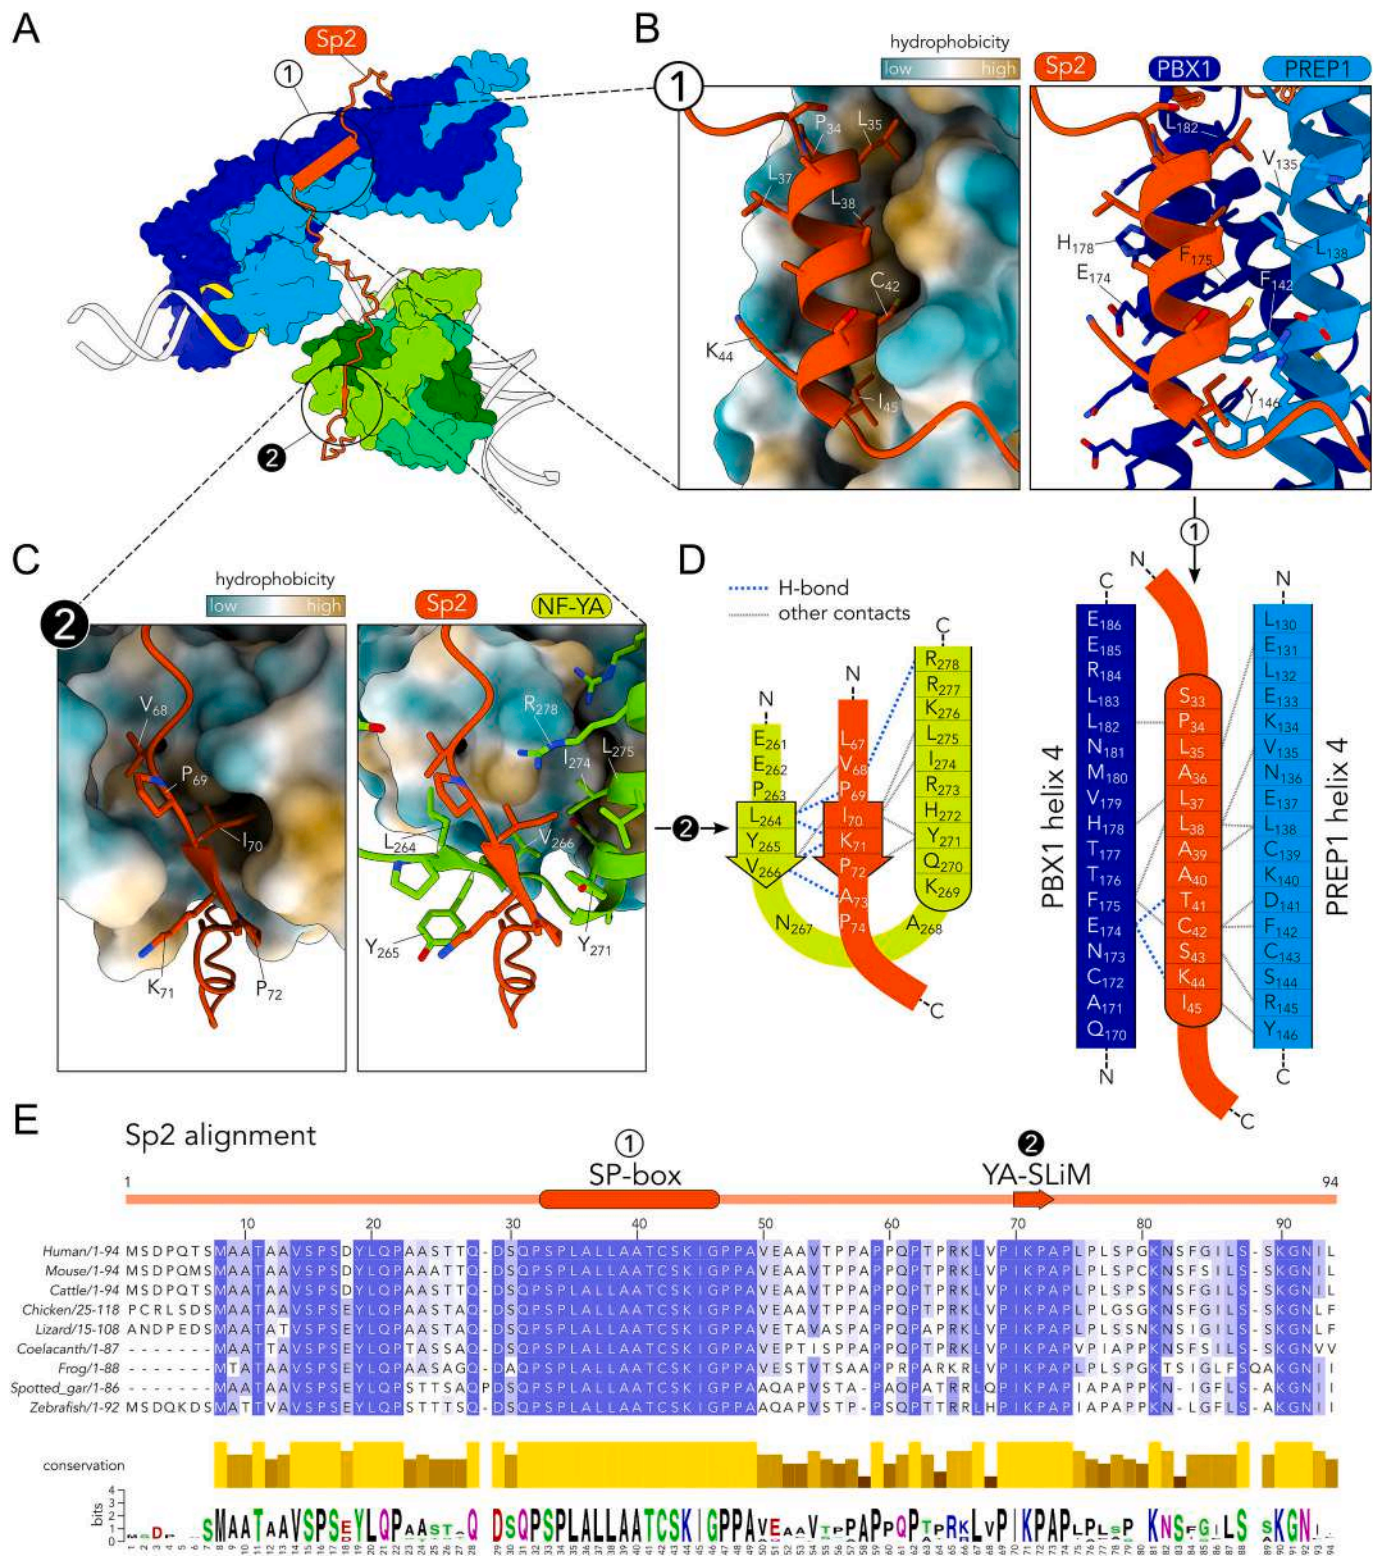 A
Sp2
1
2
B
hydrophobicity
low high
Sp2
PBX1
PREP1
1
P34
L35
L37
L38
C42
K44
I45
L182
V135
H178
E174
F175
L138
F142
Y146
1
C
hydrophobicity
low high
Sp2
NF-YA
2
V68
P69
I70
K71
P72
R278
I274
L275
L264
V266
Y265
Y271
2
D
H-bond
other contacts
N
E261
E262
P263
L264
Y265
V266
N267
A268
N
L67
V68
P69
I70
K71
P72
A73
P74
C
C
R278
R277
K276
L275
I274
R273
H272
Y271
Q270
K269
PBX1 helix 4
C
E186
E185
R184
L183
L182
N181
M180
V179
H178
T177
T176
F175
E174
N173
C172
A171
Q170
N
N
S33
P34
L35
A36
L37
L38
A39
A40
T41
C42
S43
K44
I45
C
N
L130
E131
L132
E133
K134
V135
N136
E137
L138
C139
K140
D141
F142
C143
S144
R145
Y146
C
PREP1 helix 4
E
Sp2 alignment
1
SP-box
2
YA-SLiM
1 94
10 20 30 40 50 60 70 80 90
Human/1-94 MSDPQTSMAATAAVSPSDYLQPAASTTQ-DSQPSPLALLAATCSKIGPPAVEAAVTPPAPPQPTPRKLVPIKPAPLPLSPGKNSFGILS-SKGNIL
Mouse/1-94 MSDPQMSMAATAAVSPSDYLQPAAATTQ-DSQPSPLALLAATCSKIGPPAVEAAVTPPAPPQPTPRKLVPIKPAPLPLSPCKNSFSILS-SKGNIL
Cattle/1-94 MSDPQTSMAATAAVSPSDYLQPAASTTQ-DSQPSPLALLAATCSKIGPPAVEAAVTPPAPPQPTPRKLVPIKPAPLPLSPGKNSFGILS-SKGNIL
Chicken/25-118 PCRLSDSMAATAAVSPSEYLQPAASTAQ-DSQPSPLALLAATCSKIGPPAVEAAVTPPAPPQPTPRKLVPIKPAPLPLGSGKNSFGILS-SKGNLF
Lizard/15-108 ANDPEDSMAATATVSPSEYLQPAASTAQ-DSQPSPLALLAATCSKIGPPAVETAVASPAPPQPAPRKLVPIKPAPLPLSSNKNSIGILS-SKGNLF
Coelacanth/1-87 -------MAATTAVSPSEYLQPTASSAQ-DSQPSPLALLAATCSKIGPPAVEPTISPPAPPQPTPRKLVPIKPAPVPIAPPKNSFGILS-SKGNVV
Frog/1-88 -------MTATAAVSPSEYLQPAASAGQ-DAQPSPLALLAATCSKIGPPAVESTVTSAAPPRPARKRLVPIKPAPLPLSPGKTSIGLFSQAKGNII
Spotted_gar/1-86 -------MAATAAVSPSEYLQPSTTSAQPDSQPSPLALLAATCSKIGPPAAQAPVSTA-PAQPATRRLQPIKPAPIAPAPPKN-IGFLS-AKGNII
Zebrafish/1-92 MSDQKDSMATTVAVSPSEYLQPSTTTSQ-DSQPSPLALLAATCSKIGPPAAQAPVSTP-PSQPTTRRLHPIKPAPIAPAPPKN-LGFLS-AKGNII
conservation
bits
4
3
2
1
0